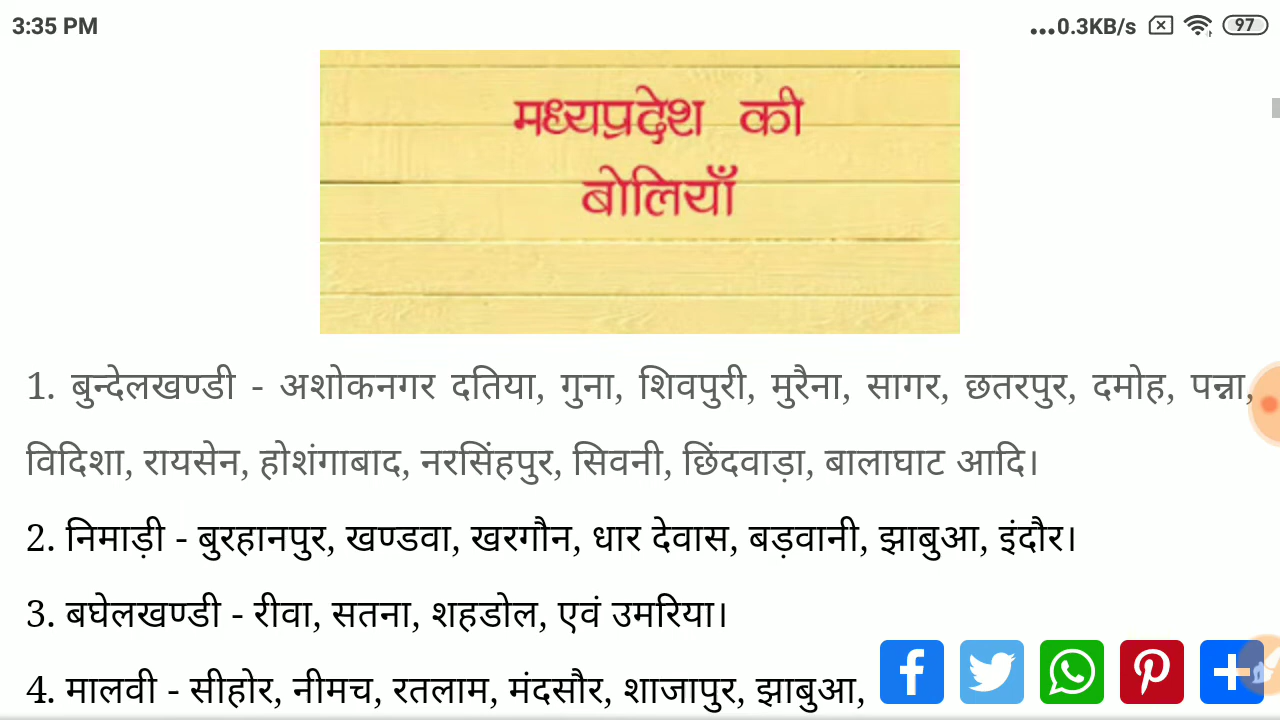 3:35 PM
...0.3KB/s
97
मध्यप्रदेश की
बोलियाँ
1. बुन्देलखण्डी - अशोकनगर दतिया, गुना, शिवपुरी, मुरैना, सागर, छतरपुर, दमोह, पन्ना,
विदिशा, रायसेन, होशंगाबाद, नरसिंहपुर, सिवनी, छिंदवाड़ा, बालाघाट आदि।
2. निमाड़ी - बुरहानपुर, खण्डवा, खरगौन, धार देवास, बड़वानी, झाबुआ, इंदौर।
3. बघेलखण्डी - रीवा, सतना, शहडोल, एवं उमरिया।
4. मालवी - सीहोर, नीमच, रतलाम, मंदसौर, शाजापुर, झाबुआ,